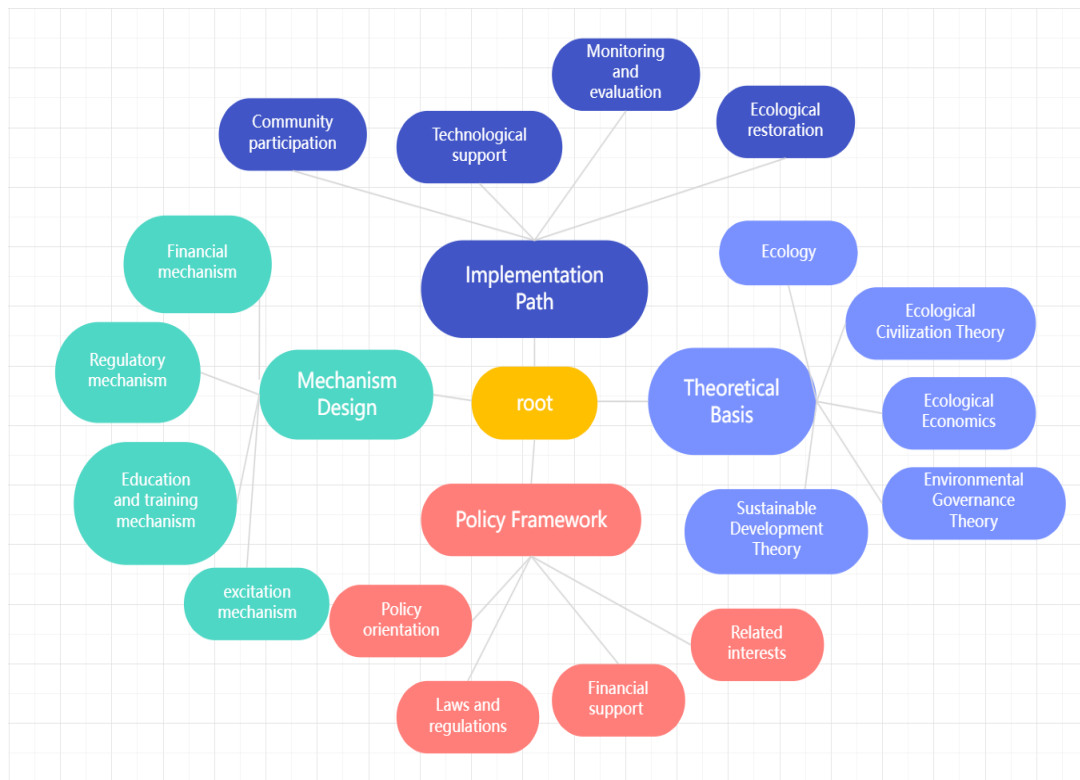 Monitoring
and
evaluation
Ecological
restoration
Community
participation
Technological
support
Implementation
Path
Financial
mechanism
Regulatory
mechanism
Education
and training
mechanism
excitation
mechanism
Mechanism
Design
root
Theoretical
Basis
Ecology
Ecological
Civilization Theory
Ecological
Economics
Environmental
Governance
Theory
Sustainable
Development
Theory
Policy Framework
Policy
orientation
Laws and
regulations
Financial
support
Related
interests